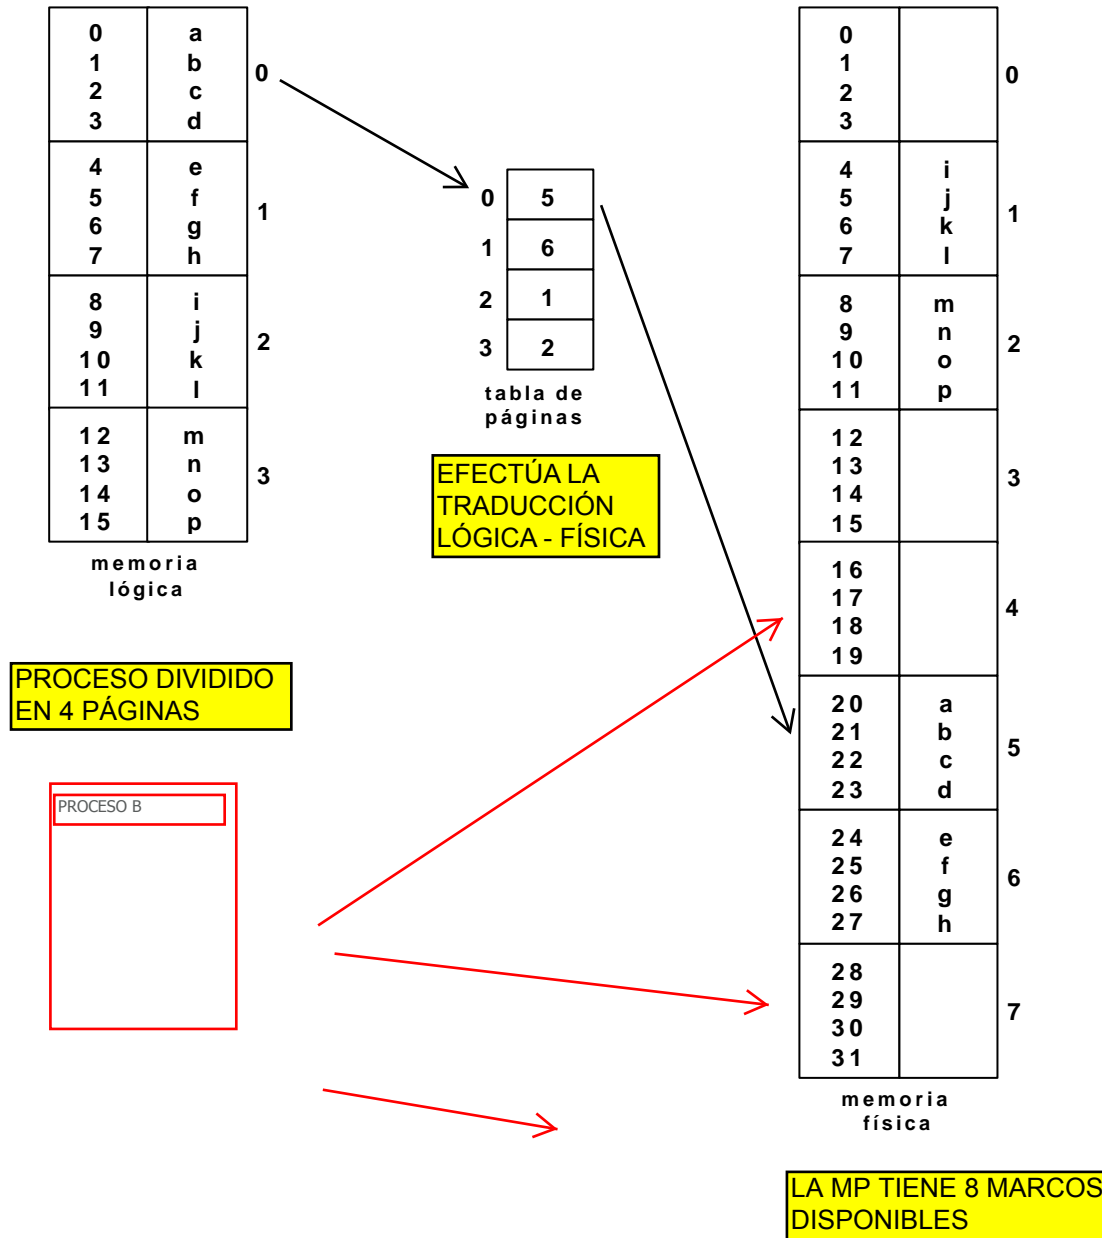 0 a
1 b
2 c
3 d
0
4 e
5 f
6 g
7 h
1
8 i
9 j
10 k
11 l
2
12 m
13 n
14 o
15 p
3
memoria
lógica
PROCESO DIVIDIDO
EN 4 PÁGINAS
PROCESO B
0 5
1 6
2 1
3 2
tabla de
páginas
EFECTÚA LA
TRADUCCIÓN
LÓGICA - FÍSICA
0
1
2
3
0
4 i
5 j
6 k
7 l
1
8 m
9 n
10 o
11 p
2
12
13
14
15
3
16
17
18
19
4
20 a
21 b
22 c
23 d
5
24 e
25 f
26 g
27 h
6
28
29
30
31
7
memoria
física
LA MP TIENE 8 MARCOS
DISPONIBLES